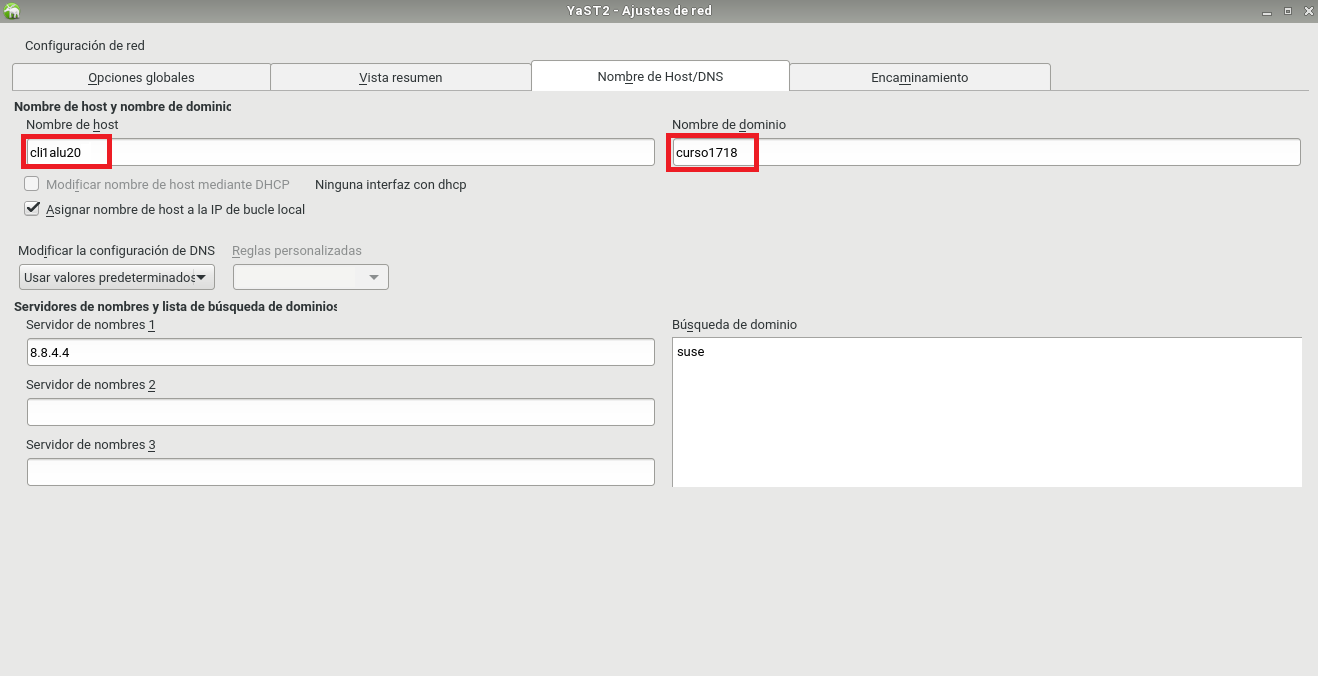 YaST2 - Ajustes de red
Configuración de red
Opciones globales Vista resumen Nombre de Host/DNS Encaminamiento
Nombre de host y nombre de dominio
Nombre de host Nombre de dominio
cli1alu20 curso1718
Modificar nombre de host mediante DHCP Ninguna interfaz con dhcp
Asignar nombre de host a la IP de bucle local
Modificar la configuración de DNS Reglas personalizadas
Usar valores predeterminados
Servidores de nombres y lista de búsqueda de dominios
Servidor de nombres 1 Búsqueda de dominio
8.8.4.4 suse
Servidor de nombres 2
Servidor de nombres 3